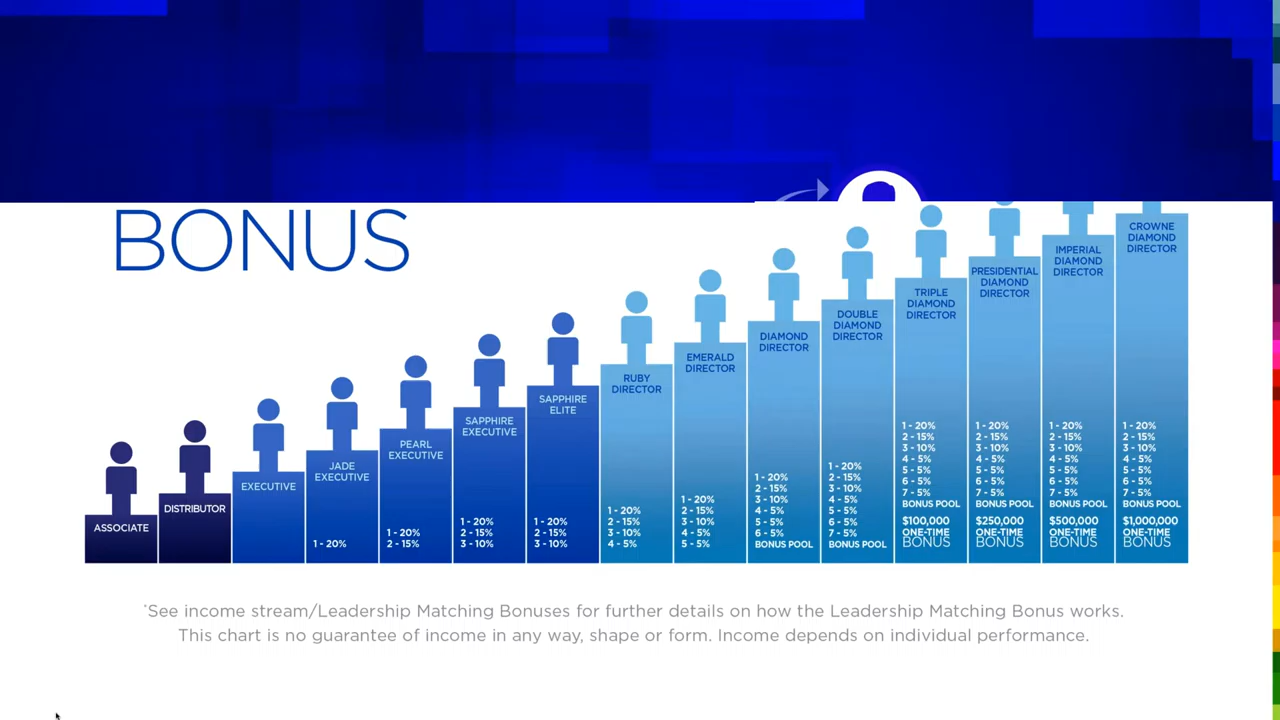 BONUS
ASSOCIATE
DISTRIBUTOR
EXECUTIVE
JADE
EXECUTIVE
1 - 20%
PEARL
EXECUTIVE
1 - 20%
2 - 15%
SAPPHIRE
EXECUTIVE
1 - 20%
2 - 15%
3 - 10%
SAPPHIRE
ELITE
1 - 20%
2 - 15%
3 - 10%
RUBY
DIRECTOR
1 - 20%
2 - 15%
3 - 10%
4 - 5%
EMERALD
DIRECTOR
1 - 20%
2 - 15%
3 - 10%
4 - 5%
5 - 5%
DIAMOND
DIRECTOR
1 - 20%
2 - 15%
3 - 10%
4 - 5%
5 - 5%
6 - 5%
BONUS POOL
DOUBLE
DIAMOND
DIRECTOR
1 - 20%
2 - 15%
3 - 10%
4 - 5%
5 - 5%
6 - 5%
7 - 5%
BONUS POOL
TRIPLE
DIAMOND
DIRECTOR
1 - 20%
2 - 15%
3 - 10%
4 - 5%
5 - 5%
6 - 5%
7 - 5%
BONUS POOL
$100,000
ONE-TIME
BONUS
PRESIDENTIAL
DIAMOND
DIRECTOR
1 - 20%
2 - 15%
3 - 10%
4 - 5%
5 - 5%
6 - 5%
7 - 5%
BONUS POOL
$250,000
ONE-TIME
BONUS
IMPERIAL
DIAMOND
DIRECTOR
1 - 20%
2 - 15%
3 - 10%
4 - 5%
5 - 5%
6 - 5%
7 - 5%
BONUS POOL
$500,000
ONE-TIME
BONUS
CROWNE
DIAMOND
DIRECTOR
1 - 20%
2 - 15%
3 - 10%
4 - 5%
5 - 5%
6 - 5%
7 - 5%
BONUS POOL
$1,000,000
ONE-TIME
BONUS
*See income stream/Leadership Matching Bonuses for further details on how the Leadership Matching Bonus works.
This chart is no guarantee of income in any way, shape or form. Income depends on individual performance.